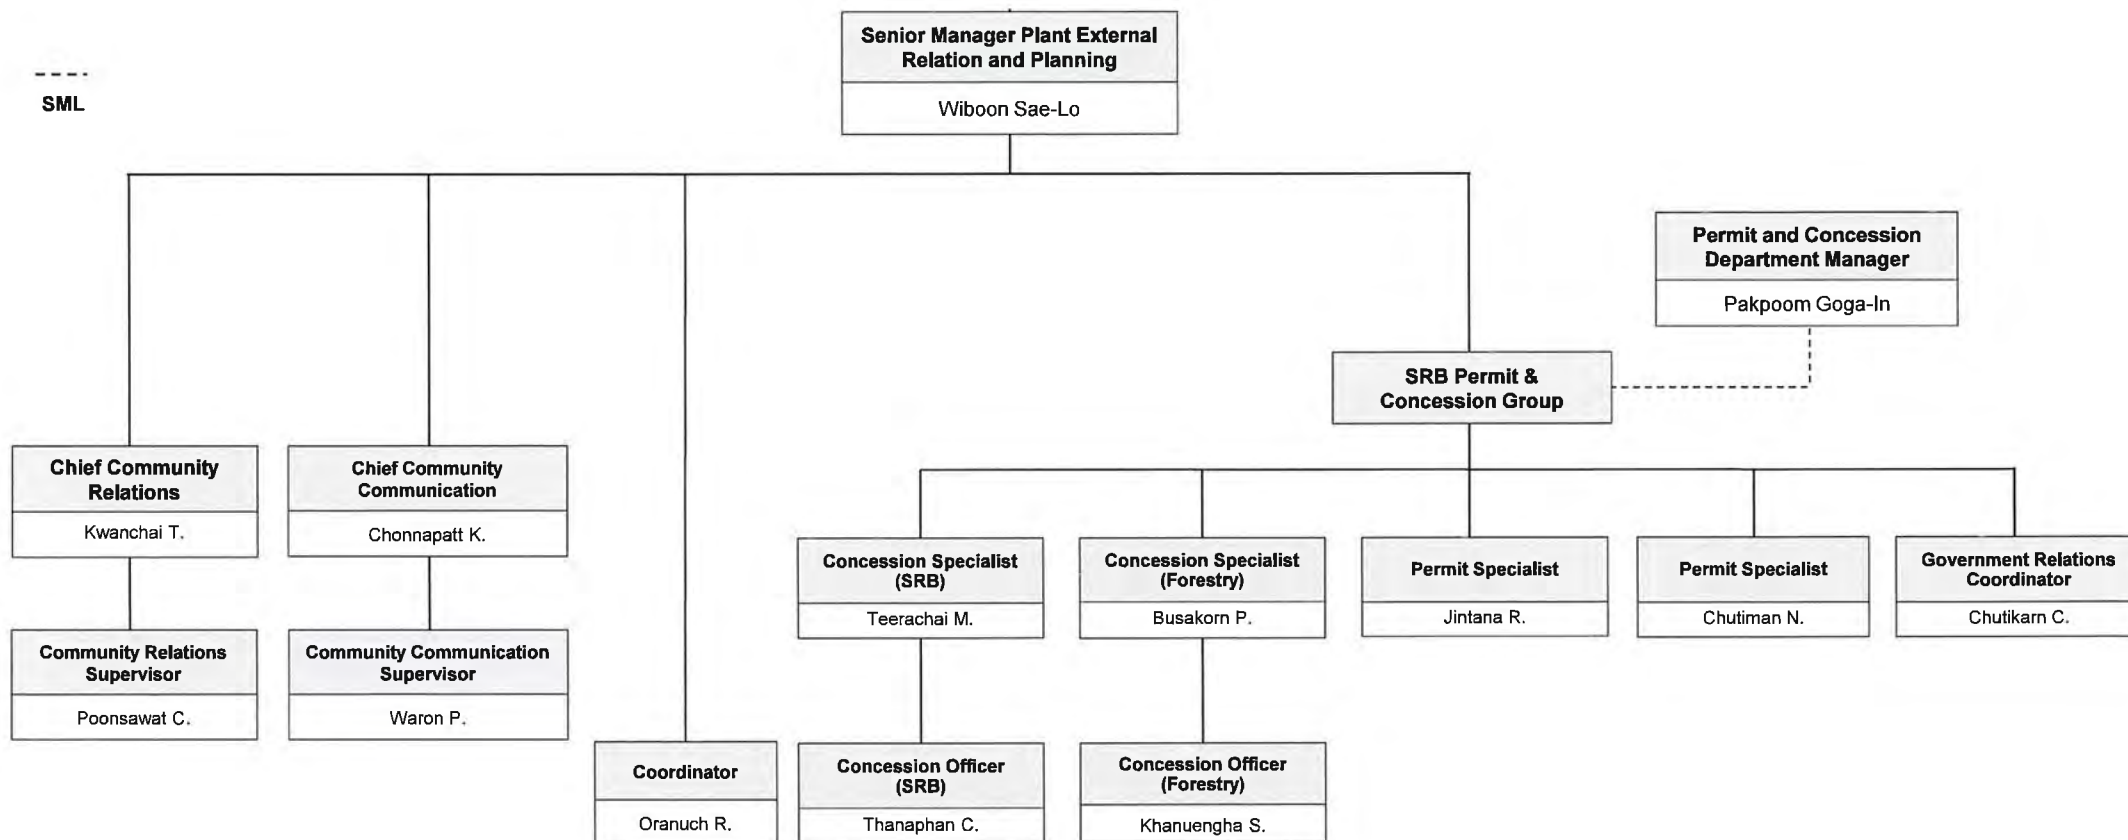 Senior Manager Plant External
Relation and Planning
Wiboon Sae-Lo
SML
Permit and Concession
Department Manager
Pakpoom Goga-In
SRB Permit &
Concession Group
Chief Community
Relations
Kwanchai T.
Chief Community
Communication
Chonnapatt K.
Concession Specialist
(SRB)
Teerachai M.
Concession Specialist
(Forestry)
Busakorn P.
Permit Specialist
Jintana R.
Permit Specialist
Chutiman N.
Government Relations
Coordinator
Chutikarn C.
Community Relations
Supervisor
Poonsawat C.
Community Communication
Supervisor
Waron P.
Coordinator
Oranuch R.
Concession Officer
(SRB)
Thanaphan C.
Concession Officer
(Forestry)
Khanuengha S.